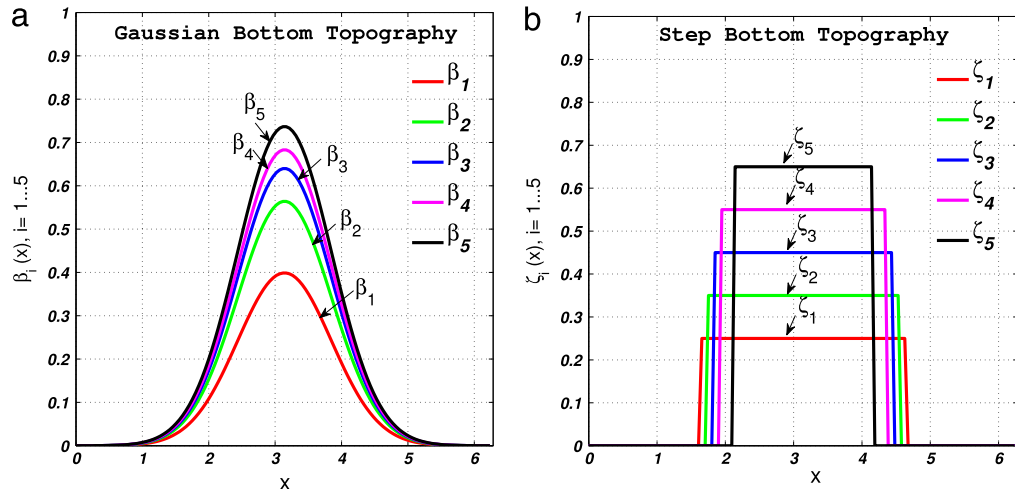 a
Gaussian Bottom Topography
1
0.9
0.8
0.7
0.6
0.5
0.4
0.3
0.2
0.1
0
0 1 2 3 4 5 6
x
β_i (x), i= 1...5
β_1
β_2
β_3
β_4
β_5
β_5
β_4
β_3
β_2
β_1
b
Step Bottom Topography
1
0.9
0.8
0.7
0.6
0.5
0.4
0.3
0.2
0.1
0
0 1 2 3 4 5 6
x
ζ_i (x), i= 1...5
ζ_1
ζ_2
ζ_3
ζ_4
ζ_5
ζ_5
ζ_4
ζ_3
ζ_2
ζ_1